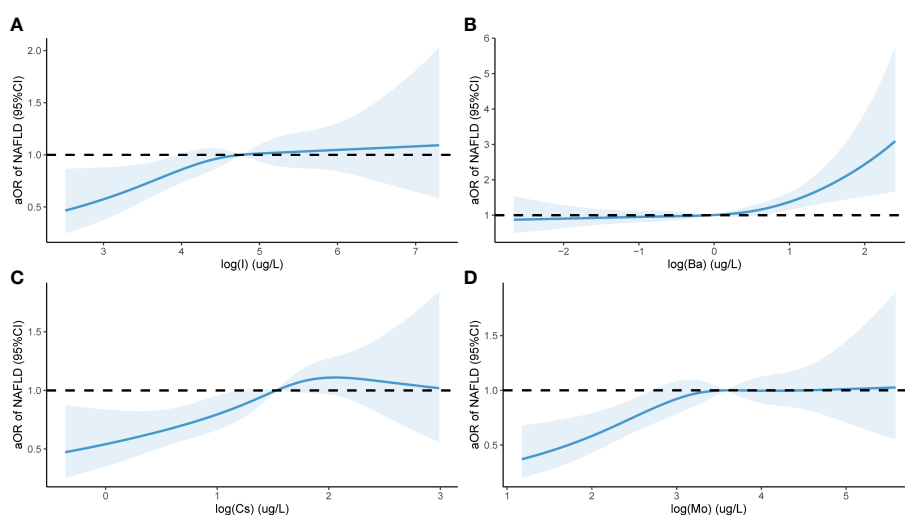 A
aOR of NAFLD (95%CI)
2.0
1.5
1.0
0.5
3 4 5 6 7
log(I) (ug/L)
B
aOR of NAFLD (95%CI)
6
5
4
3
2
1
−2 −1 0 1 2
log(Ba) (ug/L)
C
aOR of NAFLD (95%CI)
1.5
1.0
0.5
0 1 2 3
log(Cs) (ug/L)
D
aOR of NAFLD (95%CI)
1.5
1.0
0.5
1 2 3 4 5
log(Mo) (ug/L)